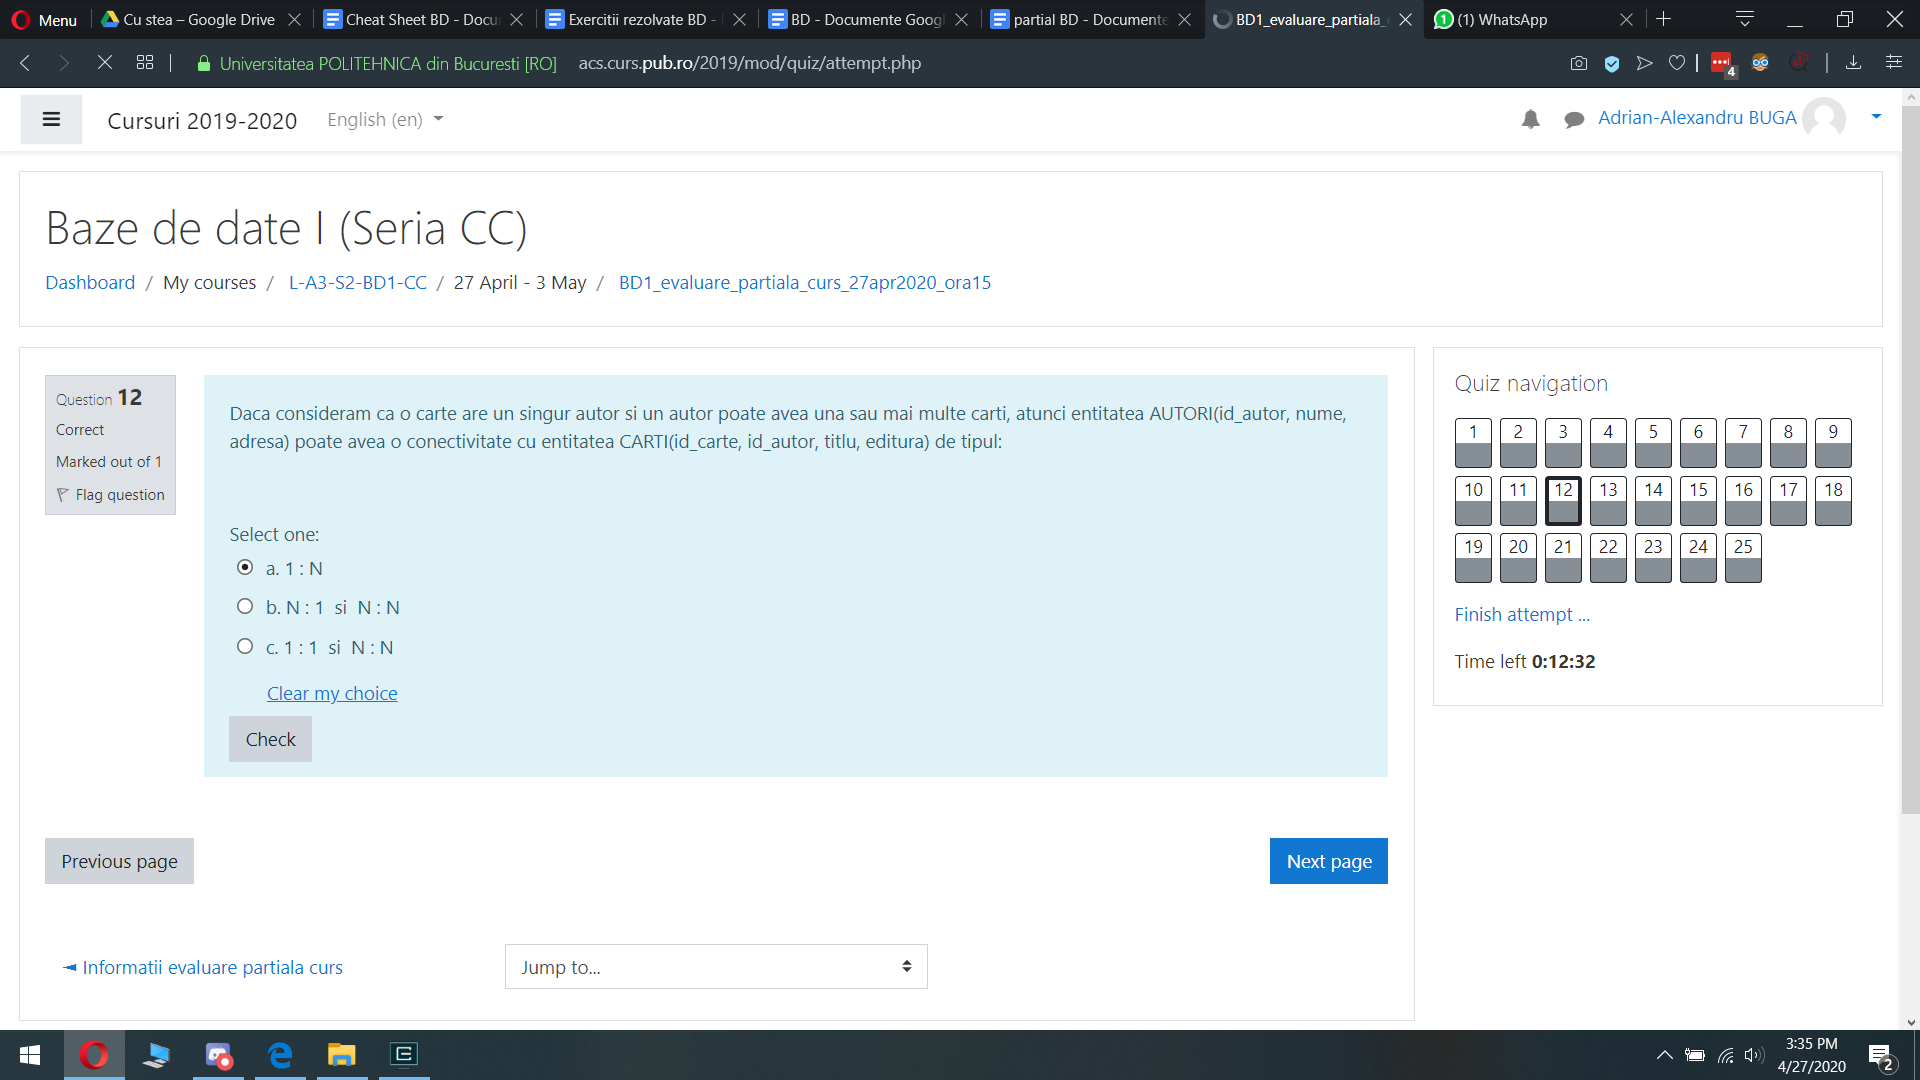 Menu
Cu stea – Google Drive
Cheat Sheet BD - Docu
Exercitii rezolvate BD -
BD - Documente Goog
partial BD - Documente
BD1_evaluare_partiala_
(1) WhatsApp
Universitatea POLITEHNICA din Bucuresti [RO]
acs.curs.pub.ro/2019/mod/quiz/attempt.php
4
Cursuri 2019-2020
English (en)
Adrian-Alexandru BUGA
Baze de date I (Seria CC)
Dashboard / My courses / L-A3-S2-BD1-CC / 27 April - 3 May / BD1_evaluare_partiala_curs_27apr2020_ora15
Question 12
Correct
Marked out of 1
Flag question
Daca consideram ca o carte are un singur autor si un autor poate avea una sau mai multe carti, atunci entitatea AUTORI(id_autor, nume,
adresa) poate avea o conectivitate cu entitatea CARTI(id_carte, id_autor, titlu, editura) de tipul:
Select one:
a. 1 : N
b. N : 1 si N : N
c. 1 : 1 si N : N
Clear my choice
Check
Previous page
Next page
Informatii evaluare partiala curs
Jump to...
Quiz navigation
1 2 3 4 5 6 7 8 9
10 11 12 13 14 15 16 17 18
19 20 21 22 23 24 25
Finish attempt ...
Time left 0:12:32
3:35 PM
4/27/2020
2